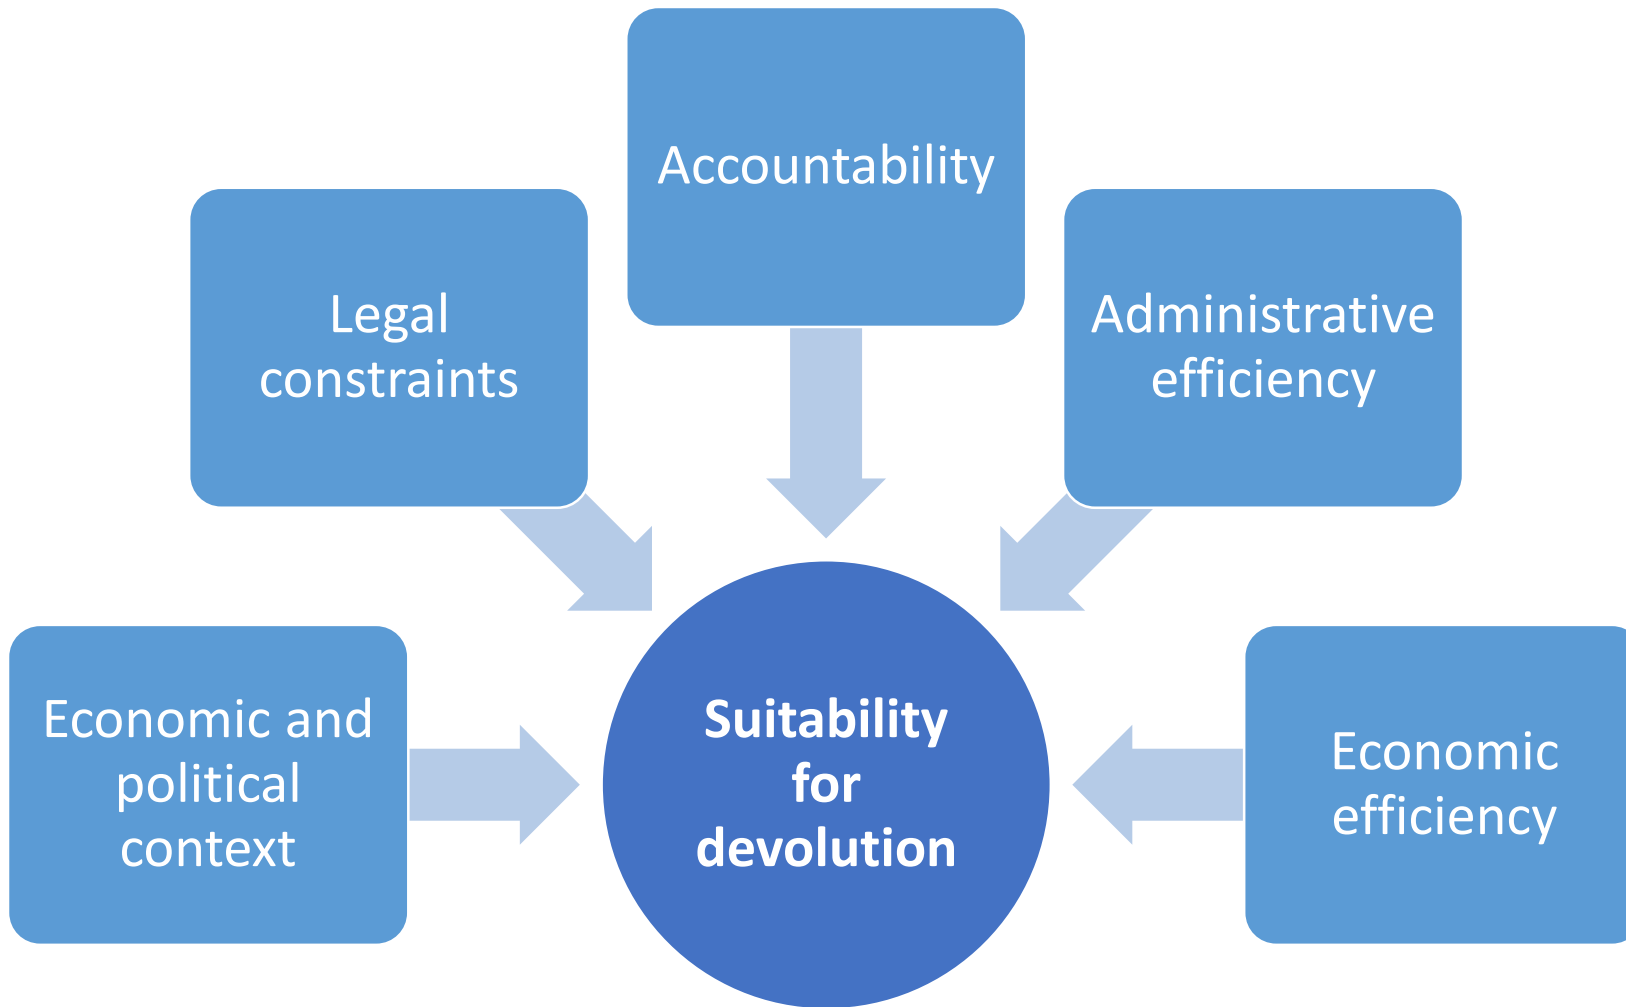 Accountability
Legal
constraints
Administrative
efficiency
Economic and
political
context
Suitability
for
devolution
Economic
efficiency